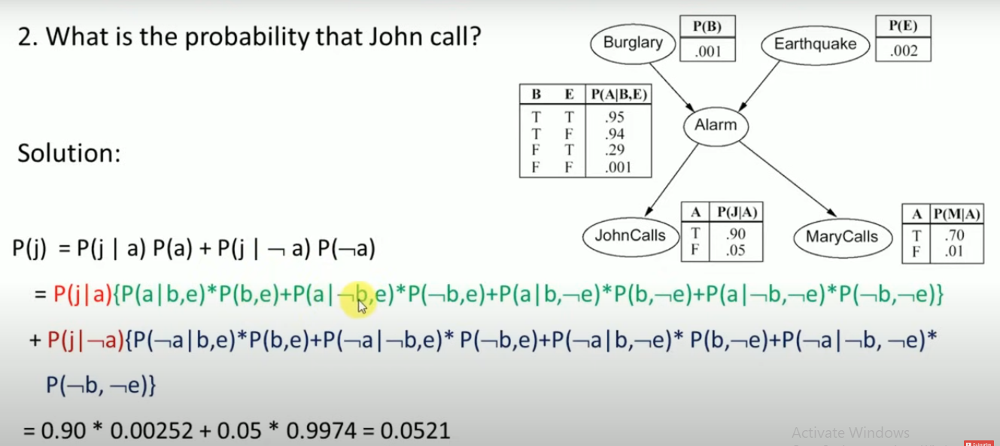 2. What is the probability that John call?
Solution:
P(j) = P(j | a) P(a) + P(j | ¬ a) P(¬a)
= P(j|a){P(a|b,e)*P(b,e)+P(a|¬b,e)*P(¬b,e)+P(a|b,¬e)*P(b,¬e)+P(a|¬b,¬e)*P(¬b,¬e)}
+ P(j|¬a){P(¬a|b,e)*P(b,e)+P(¬a|¬b,e)* P(¬b,e)+P(¬a|b,¬e)* P(b,¬e)+P(¬a|¬b, ¬e)*
P(¬b, ¬e)}
= 0.90 * 0.00252 + 0.05 * 0.9974 = 0.0521
Burglary
P(B)
.001
Earthquake
P(E)
.002
B E P(A|B,E)
T T .95
T F .94
F T .29
F F .001
Alarm
JohnCalls
A P(J|A)
T .90
F .05
MaryCalls
A P(M|A)
T .70
F .01
Activate Windows